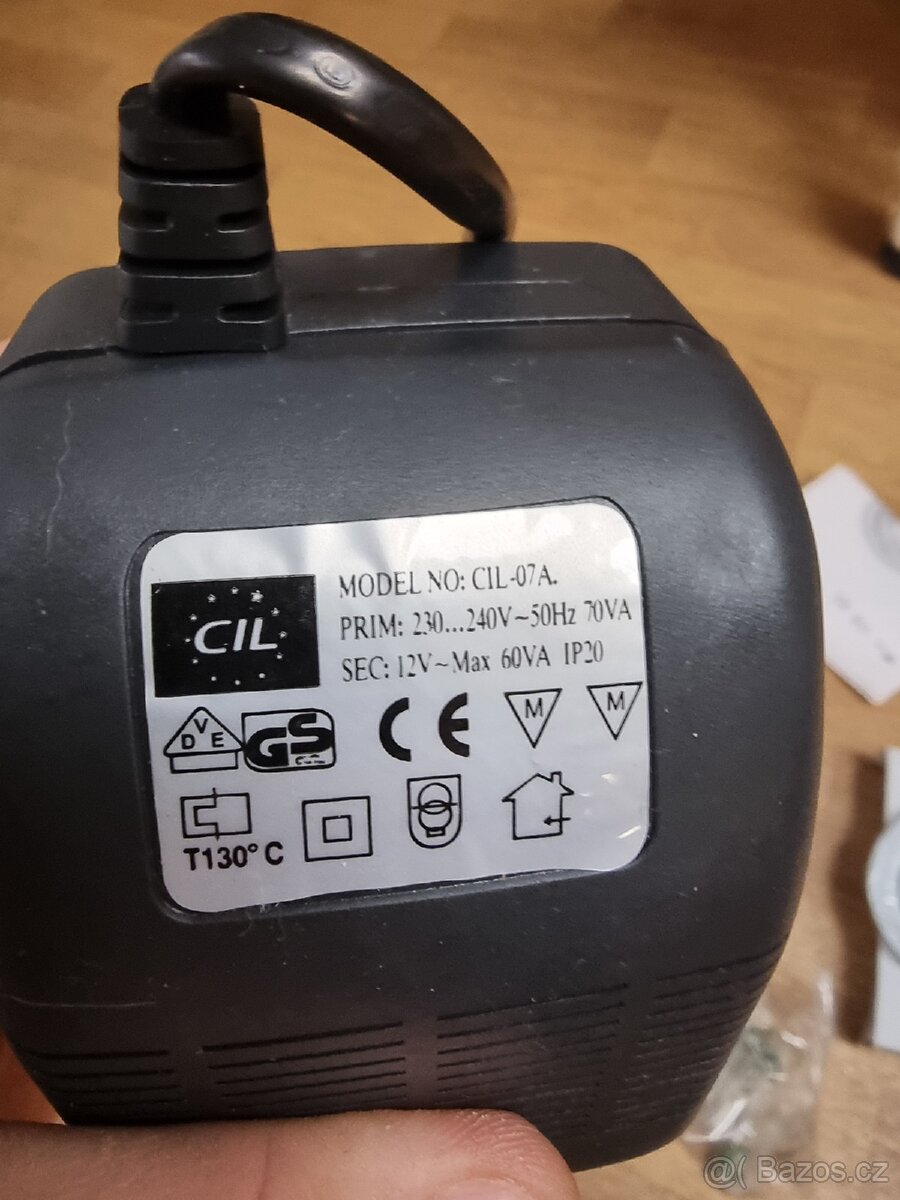 CIL
MODEL NO: CIL-07A.
PRIM: 230...240V~50Hz 70VA
SEC: 12V~Max 60VA IP20
DVE GS CE M M
T130°C
@( Bazos.cz